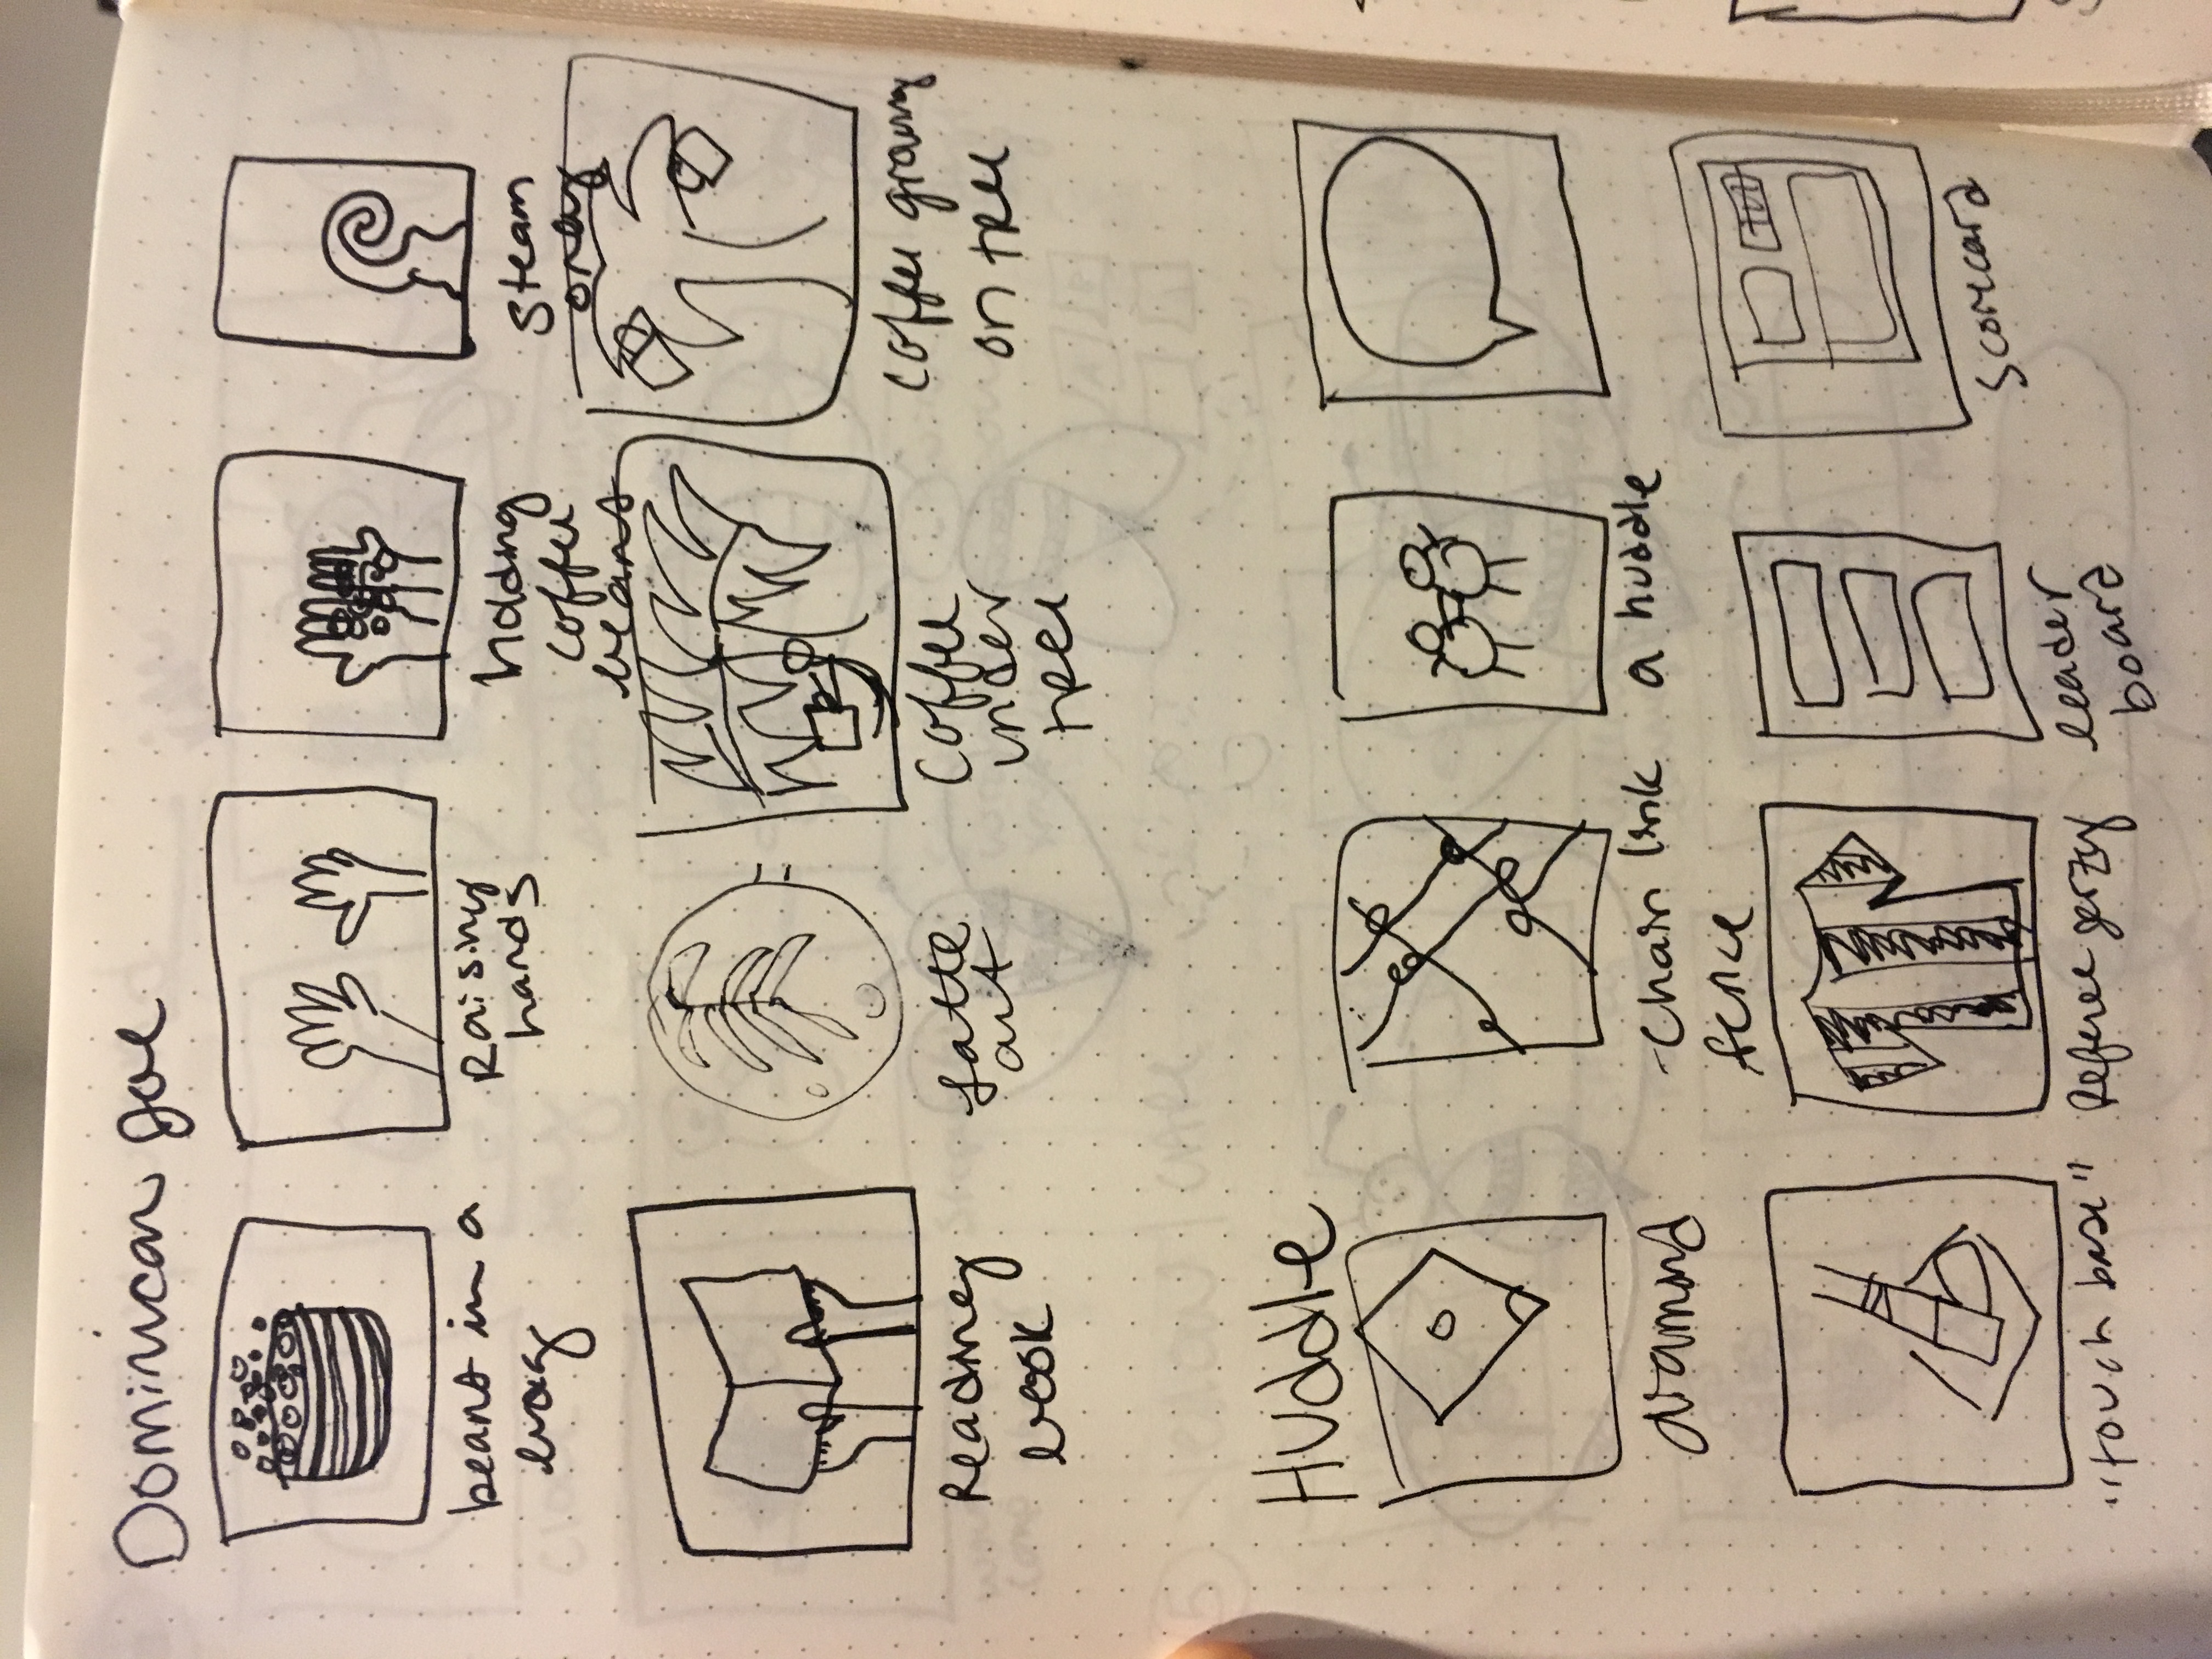 Dominican Joe
beans in a
bag
Raising
hands
holding
coffee
beans
steam
only
Reading
book
Latte
art
Coffee
under
tree
coffee growing
on tree
Huddle
diamond
-Chain link
fence
a huddle
"touch base"
Referee jerzey
leader
board
Scorecard